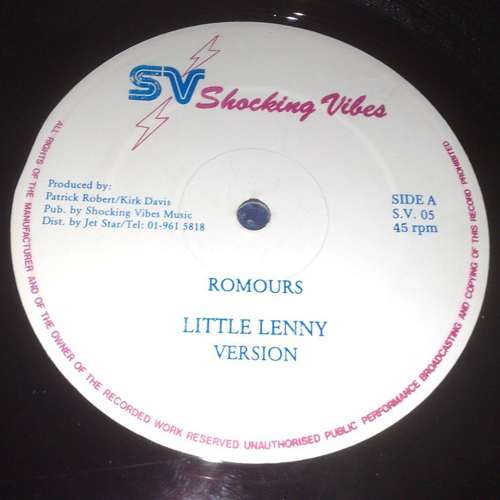 SV Shocking Vibes
Produced by:
Patrick Robert/Kirk Davis
Pub. by Shocking Vibes Music
Dist. by Jet Star/Tel: 01-961 5818
SIDE A
S.V. 05
45 rpm
ROMOURS
LITTLE LENNY
VERSION
ALL RIGHTS OF THE MANUFACTURER AND OF THE OWNER OF THE RECORDED WORK RESERVED UNAUTHORISED PUBLIC PERFORMANCE BROADCASTING AND COPYING OF THIS RECORD PROHIBITED